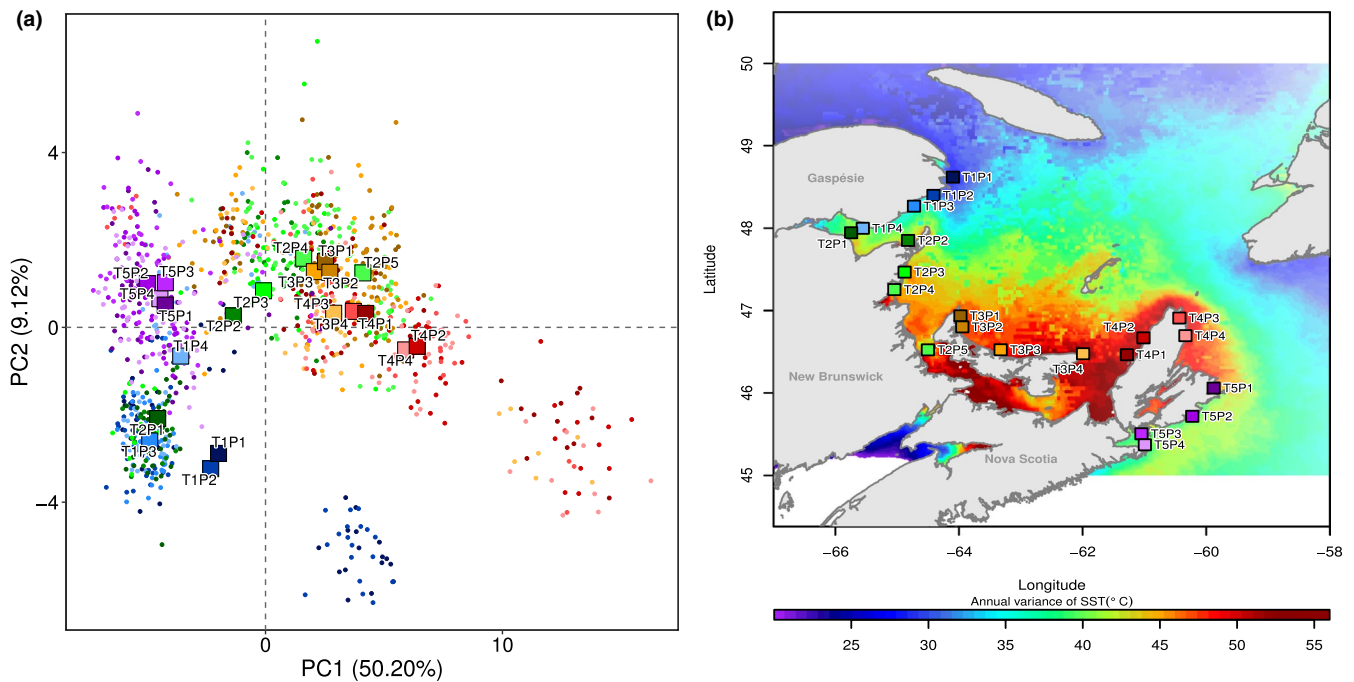 (a)
4
0
−4
0
10
PC1 (50.20%)
PC2 (9.12%)
T5P2
T5P3
T5P4
T5P1
T1P4
T2P1
T1P3
T1P1
T1P2
T2P2
T2P3
T2P4
T3P1
T3P3
T3P2
T2P5
T4P3
T3P4
T4P1
T4P2
T4P4
(b)
50
49
48
47
46
45
Latitude
Gaspésie
New Brunswick
Nova Scotia
T1P1
T1P2
T1P3
T1P4
T2P1
T2P2
T2P3
T2P4
T3P1
T3P2
T2P5
T3P3
T3P4
T4P2
T4P1
T4P3
T4P4
T5P1
T5P2
T5P3
T5P4
−66 −64 −62 −60 −58
Longitude
Annual variance of SST(° C)
25 30 35 40 45 50 55